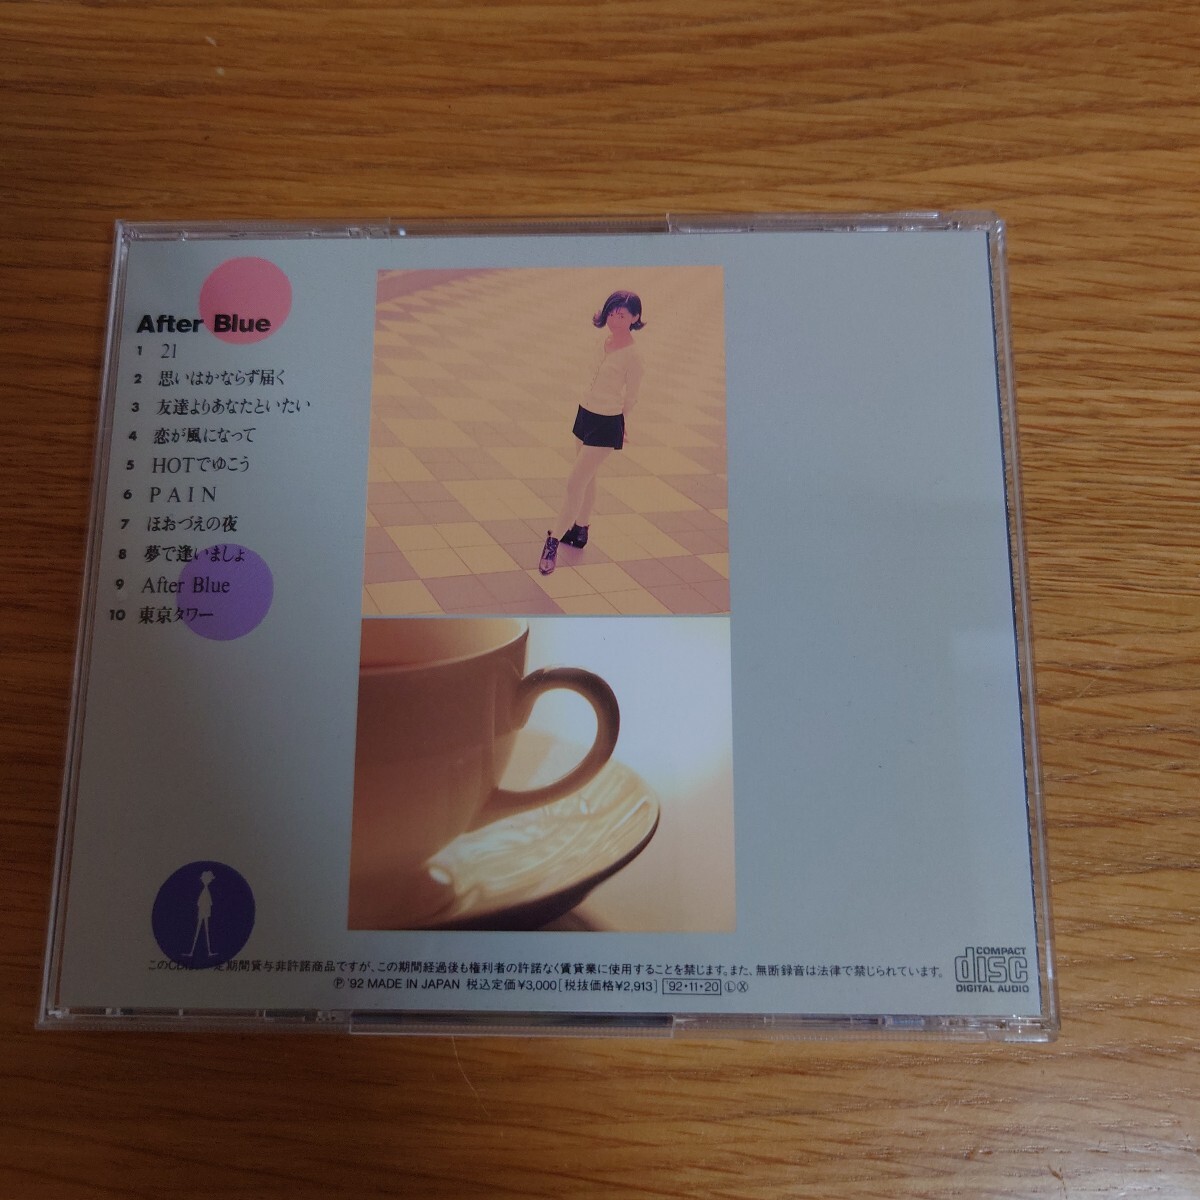 After Blue
1 21
2 思いはかならず届く
3 友達よりあなたといたい
4 恋が風になって
5 HOTでゆこう
6 PAIN
7 ほおづえの夜
8 夢で逢いましょ
9 After Blue
10 東京タワー
このCDは、一定期間貸与非許諾商品ですが、この期間経過後も権利者の許諾なく賃貸業に使用することを禁じます。また、無断録音は法律で禁じられています。
Ⓟ '92 MADE IN JAPAN 税込定価¥3,000[税抜価格¥2,913] '92・11・20 ⓁⓍ
COMPACT
disc
DIGITAL AUDIO